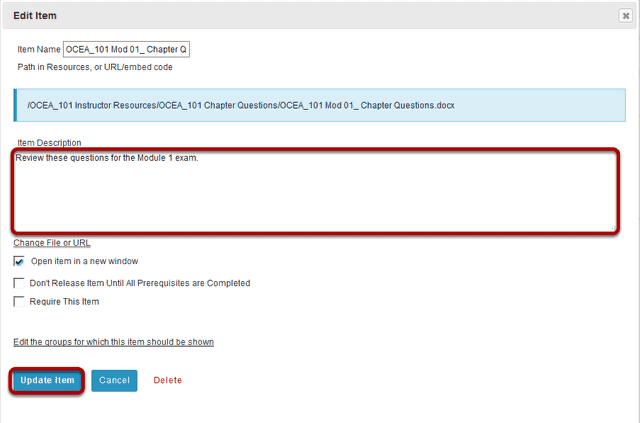 Edit Item
Item Name OCEA_101 Mod 01_ Chapter Q
Path in Resources, or URL/embed code
/OCEA_101 Instructor Resources/OCEA_101 Chapter Questions/OCEA_101 Mod 01_ Chapter Questions.docx
Item Description
Review these questions for the Module 1 exam.
Change File or URL
Open item in a new window
Don't Release Item Until All Prerequisites are Completed
Require This Item
Edit the groups for which this item should be shown
Update Item Cancel Delete